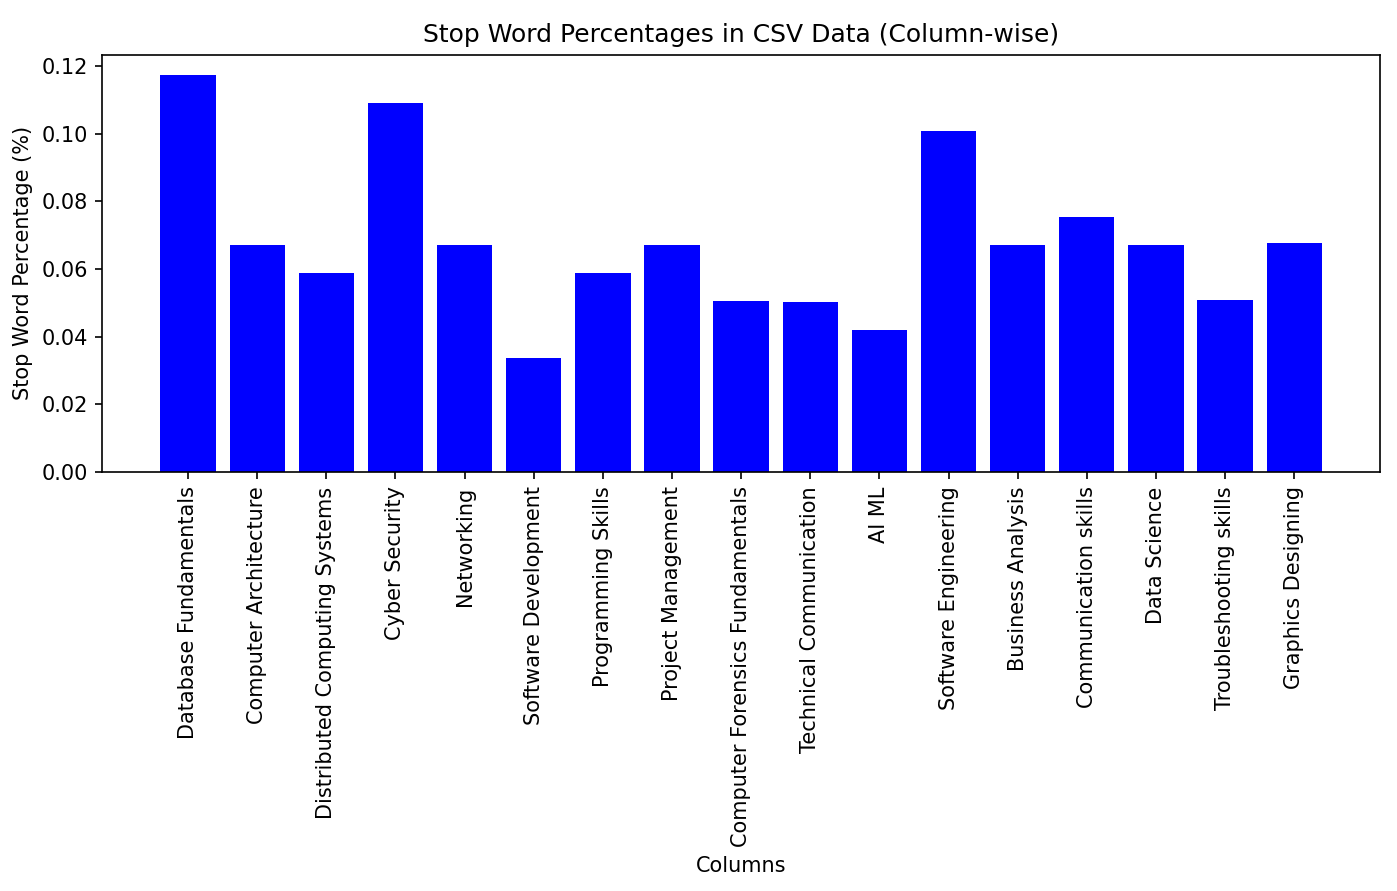 Stop Word Percentages in CSV Data (Column-wise)
Stop Word Percentage (%)
0.12
0.10
0.08
0.06
0.04
0.02
0.00
Database Fundamentals
Computer Architecture
Distributed Computing Systems
Cyber Security
Networking
Software Development
Programming Skills
Project Management
Computer Forensics Fundamentals
Technical Communication
AI ML
Software Engineering
Business Analysis
Communication skills
Data Science
Troubleshooting skills
Graphics Designing
Columns